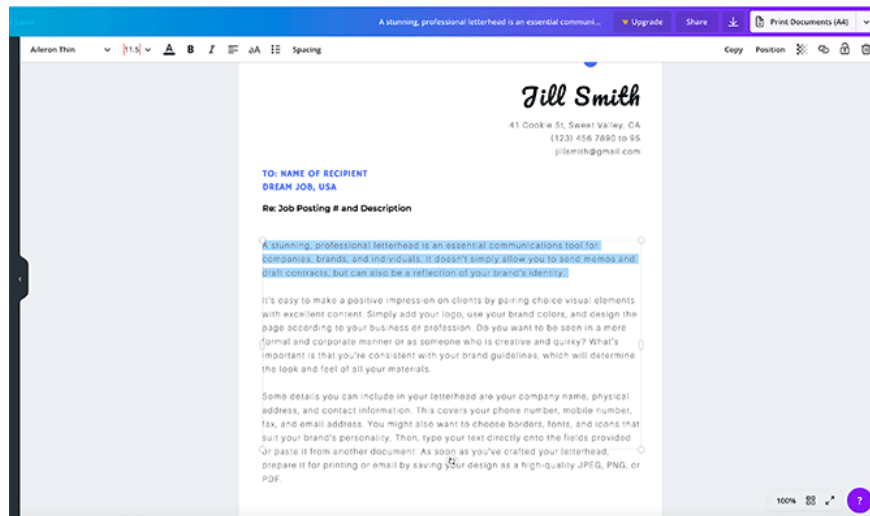 A stunning, professional letterhead is an essential communi...
Upgrade
Share
Print Documents (A4)
Aileron Thin
11.5
A
B
I
aA
Spacing
Copy
Position
Jill Smith
41 Cookie St, Sweet Valley, CA
(123) 456 7890 to 95
jillsmith@gmail.com
TO: NAME OF RECIPIENT
DREAM JOB, USA
Re: Job Posting # and Description
A stunning, professional letterhead is an essential communications tool for
companies, brands, and individuals. It doesn't simply allow you to send memos and
draft contracts, but can also be a reflection of your brand's identity.
It's easy to make a positive impression on clients by pairing choice visual elements
with excellent content. Simply add your logo, use your brand colors, and design the
page according to your business or profession. Do you want to be seen in a more
formal and corporate manner or as someone who is creative and quirky? What's
important is that you're consistent with your brand guidelines, which will determine
the look and feel of all your materials.
Some details you can include in your letterhead are your company name, physical
address, and contact information. This covers your phone number, mobile number,
fax, and email address. You might also want to choose borders, fonts, and icons that
suit your brand's personality. Then, type your text directly onto the fields provided
or paste it from another document. As soon as you've crafted your letterhead,
prepare it for printing or email by saving your design as a high-quality JPEG, PNG, or
PDF.
100%
?